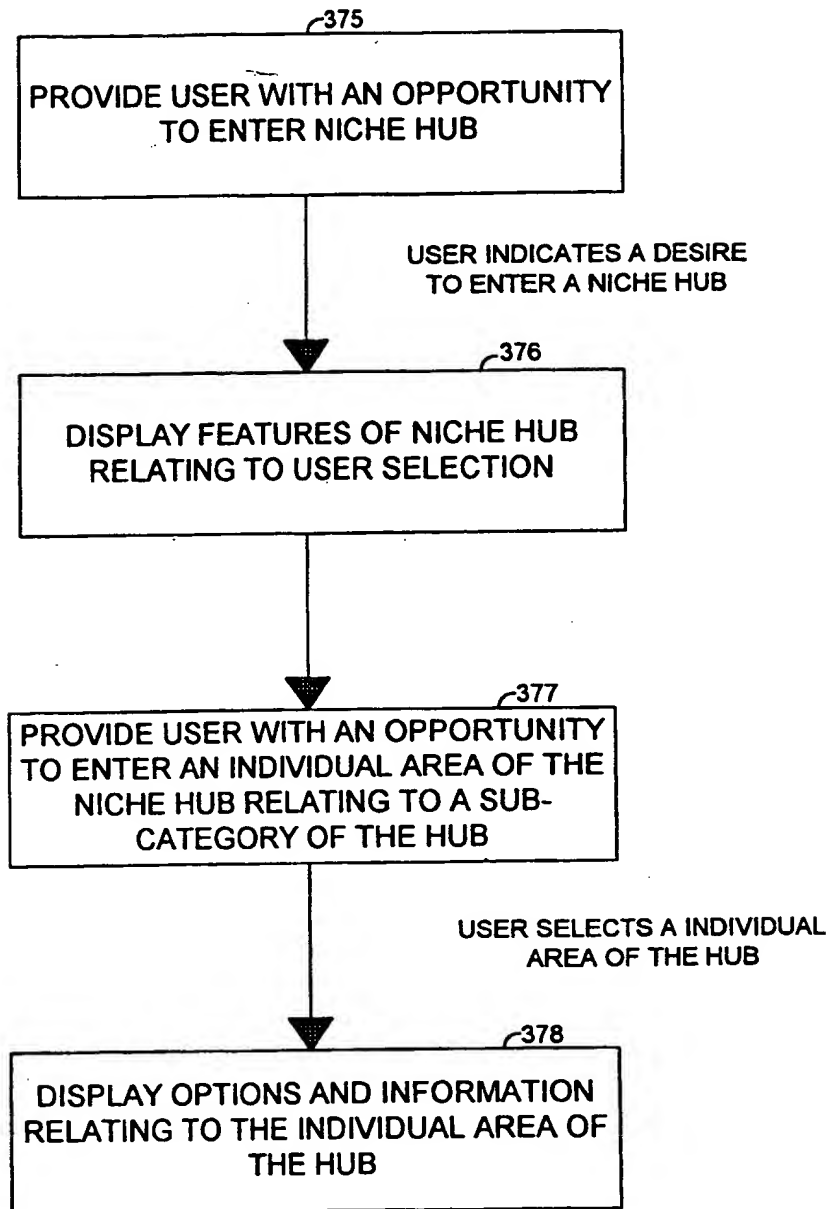 375
PROVIDE USER WITH AN OPPORTUNITY
TO ENTER NICHE HUB
USER INDICATES A DESIRE
TO ENTER A NICHE HUB
376
DISPLAY FEATURES OF NICHE HUB
RELATING TO USER SELECTION
377
PROVIDE USER WITH AN OPPORTUNITY
TO ENTER AN INDIVIDUAL AREA OF THE
NICHE HUB RELATING TO A SUB-
CATEGORY OF THE HUB
USER SELECTS A INDIVIDUAL
AREA OF THE HUB
378
DISPLAY OPTIONS AND INFORMATION
RELATING TO THE INDIVIDUAL AREA OF
THE HUB